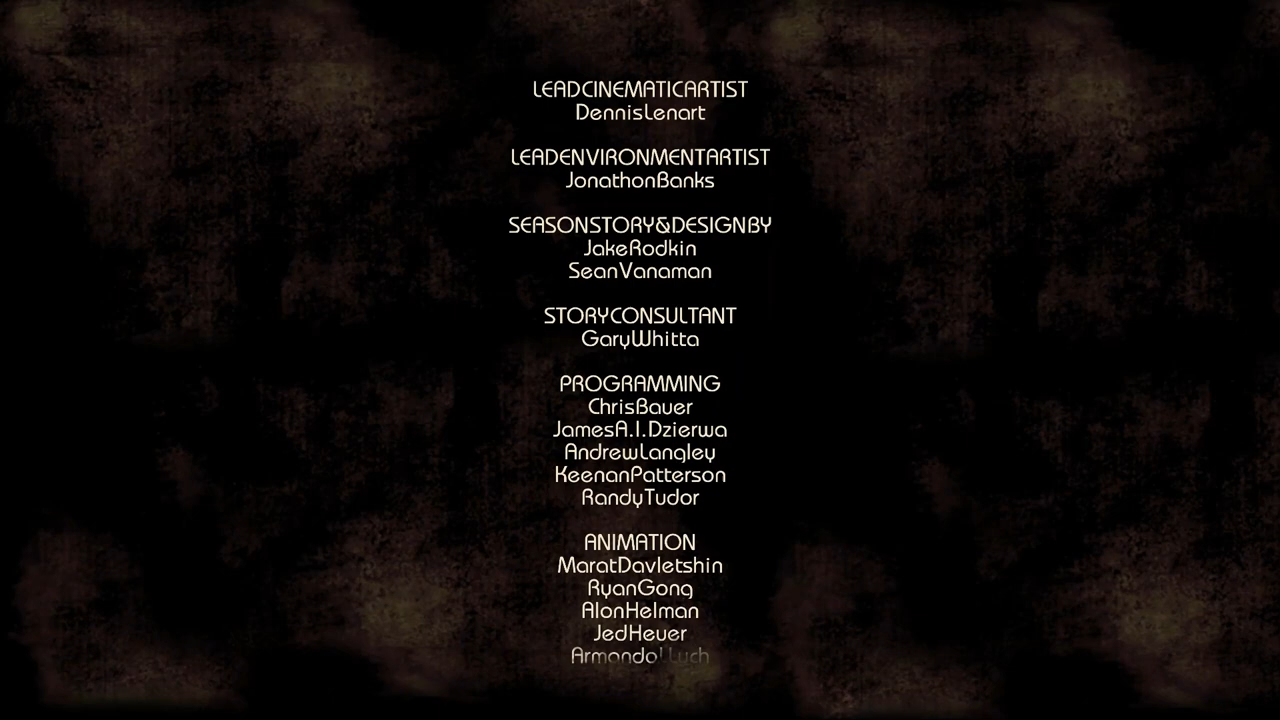 LEADCINEMATICARTIST
DennisLenart
LEADENVIRONMENTARTIST
JonathonBanks
SEASONSTORY&DESIGNBY
JakeRodkin
SeanVanaman
STORYCONSULTANT
GaryWhitta
PROGRAMMING
ChrisBauer
JamesA.I.Dzierwa
AndrewLangley
KeenanPatterson
RandyTudor
ANIMATION
MaratDavletshin
RyanGong
AlonHelman
JedHeuer
ArmandoLluch